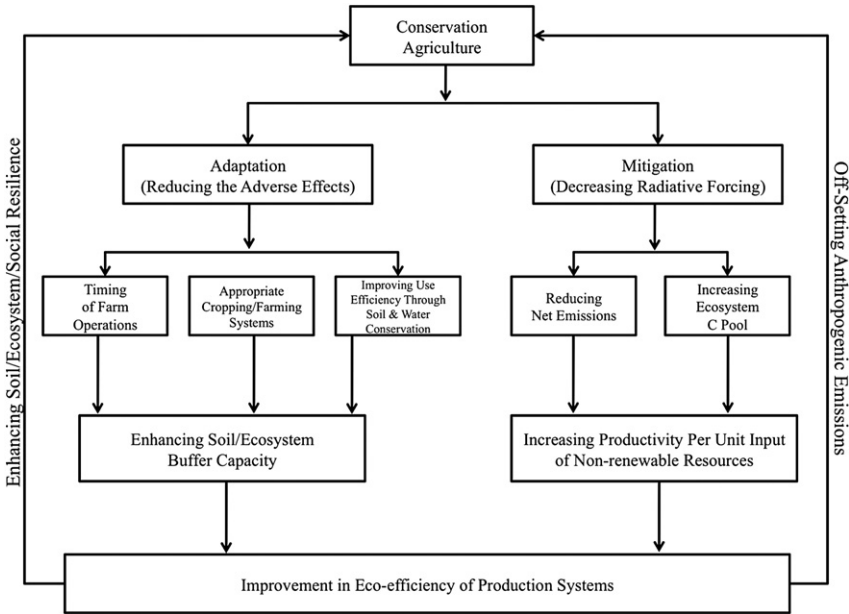 Conservation
Agriculture
Adaptation
(Reducing the Adverse Effects)
Mitigation
(Decreasing Radiative Forcing)
Timing
of Farm
Operations
Appropriate
Cropping/Farming
Systems
Improving Use
Efficiency Through
Soil & Water
Conservation
Reducing
Net Emissions
Increasing
Ecosystem
C Pool
Enhancing Soil/Ecosystem
Buffer Capacity
Increasing Productivity Per Unit Input
of Non-renewable Resources
Improvement in Eco-efficiency of Production Systems
Enhancing Soil/Ecosystem/Social Resilience
Off-Setting Anthropogenic Emissions